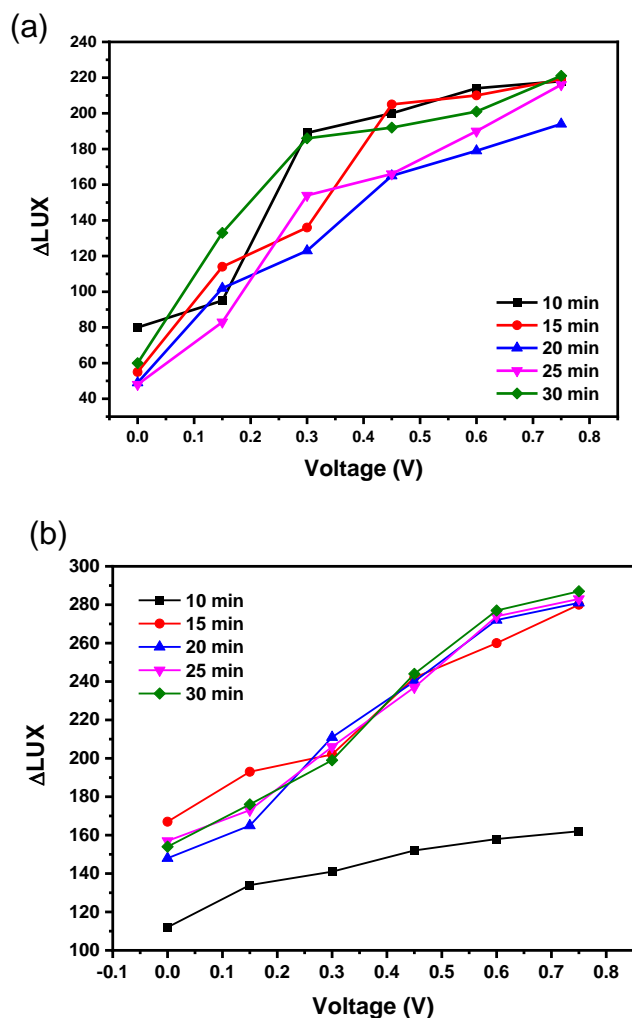 (a)
240
220
200
180
160
140
120
100
80
60
40
ΔLUX
10 min
15 min
20 min
25 min
30 min
0.0 0.1 0.2 0.3 0.4 0.5 0.6 0.7 0.8
Voltage (V)
(b)
300
280
260
240
220
200
180
160
140
120
100
ΔLUX
10 min
15 min
20 min
25 min
30 min
-0.1 0.0 0.1 0.2 0.3 0.4 0.5 0.6 0.7 0.8
Voltage (V)